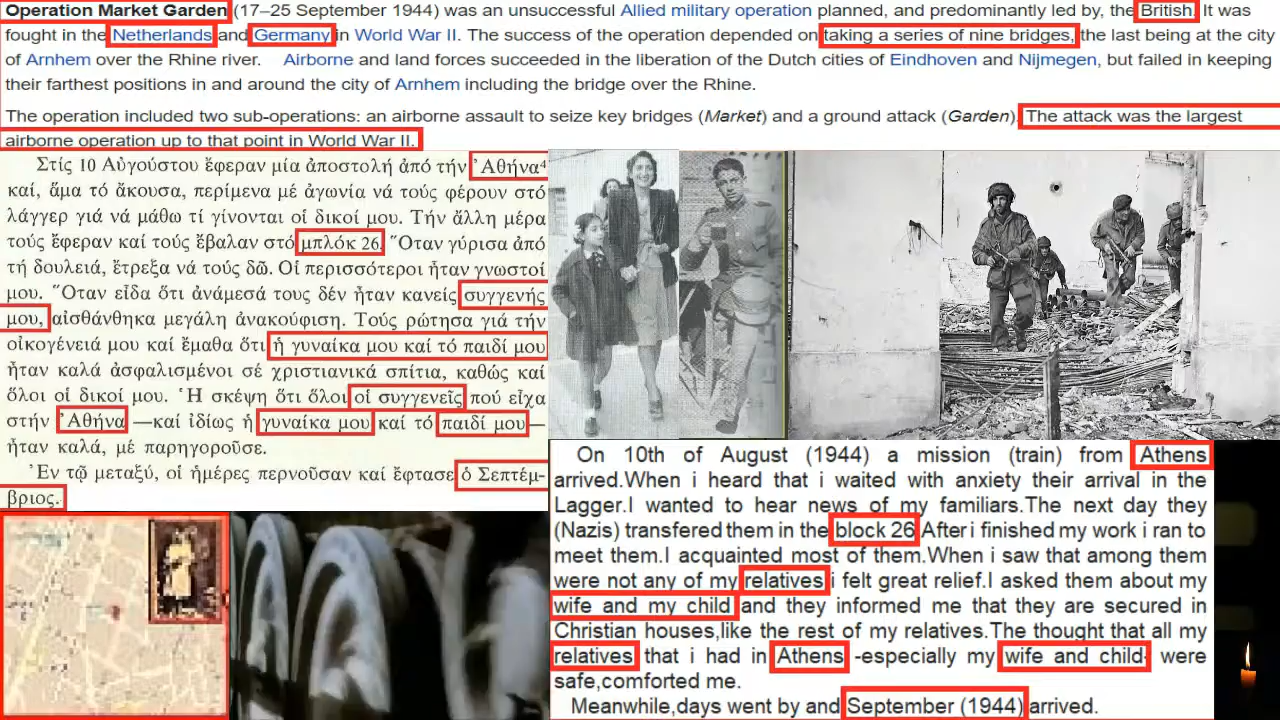 Operation Market Garden (17–25 September 1944) was an unsuccessful Allied military operation planned, and predominantly led by, the British. It was
fought in the Netherlands and Germany in World War II. The success of the operation depended on taking a series of nine bridges, the last being at the city
of Arnhem over the Rhine river. Airborne and land forces succeeded in the liberation of the Dutch cities of Eindhoven and Nijmegen, but failed in keeping
their farthest positions in and around the city of Arnhem including the bridge over the Rhine.
The operation included two sub-operations: an airborne assault to seize key bridges (Market) and a ground attack (Garden). The attack was the largest
airborne operation up to that point in World War II.
Στίς 10 Αὐγούστου ἔφεραν μία ἀποστολή ἀπό τήν Ἀθήνα⁴
καί, ἅμα τό ἄκουσα, περίμενα μέ ἀγωνία νά τούς φέρουν στό
λάγγερ γιά νά μάθω τί γίνονται οἱ δικοί μου. Τήν ἄλλη μέρα
τούς ἔφεραν καί τούς ἔβαλαν στό μπλόκ 26. Ὅταν γύρισα ἀπό
τή δουλειά, ἔτρεξα νά τούς δῶ. Οἱ περισσότεροι ἦταν γνωστοί
μου. Ὅταν εἶδα ὅτι ἀνάμεσά τους δέν ἦταν κανείς συγγενής
μου, αἰσθάνθηκα μεγάλη ἀνακούφιση. Τούς ρώτησα γιά τήν
οἰκογένειά μου καί ἔμαθα ὅτι ἡ γυναίκα μου καί τό παιδί μου
ἦταν καλά ἀσφαλισμένοι σέ χριστιανικά σπίτια, καθώς καί
ὅλοι οἱ δικοί μου. Ἡ σκέψη ὅτι ὅλοι οἱ συγγενεῖς πού εἶχα
στήν Ἀθήνα —καί ἰδίως ἡ γυναίκα μου καί τό παιδί μου—
ἦταν καλά, μέ παρηγοροῦσε.
Ἐν τῷ μεταξύ, οἱ ἡμέρες περνοῦσαν καί ἔφτασε ὁ Σεπτέμ-
βριος.
On 10th of August (1944) a mission (train) from Athens
arrived.When i heard that i waited with anxiety their arrival in the
Lagger.I wanted to hear news of my familiars.The next day they
(Nazis) transfered them in the block 26 After i finished my work i ran to
meet them.I acquainted most of them.When i saw that among them
were not any of my relatives i felt great relief.I asked them about my
wife and my child and they informed me that they are secured in
Christian houses,like the rest of my relatives.The thought that all my
relatives that i had in Athens -especially my wife and child- were
safe,comforted me.
Meanwhile,days went by and September (1944) arrived.